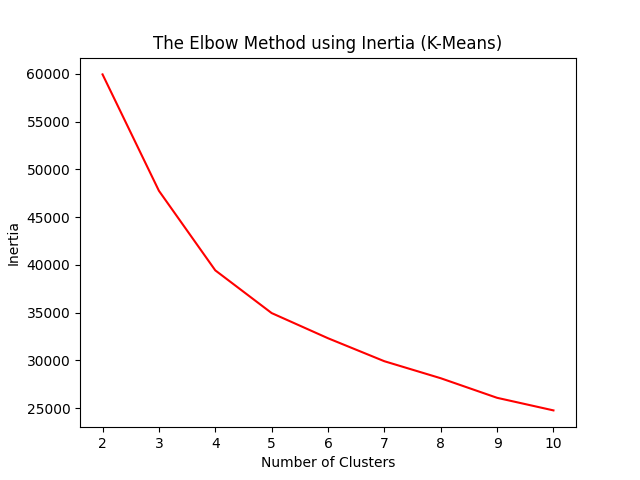 The Elbow Method using Inertia (K-Means)
60000
55000
50000
45000
40000
35000
30000
25000
Inertia
2 3 4 5 6 7 8 9 10
Number of Clusters